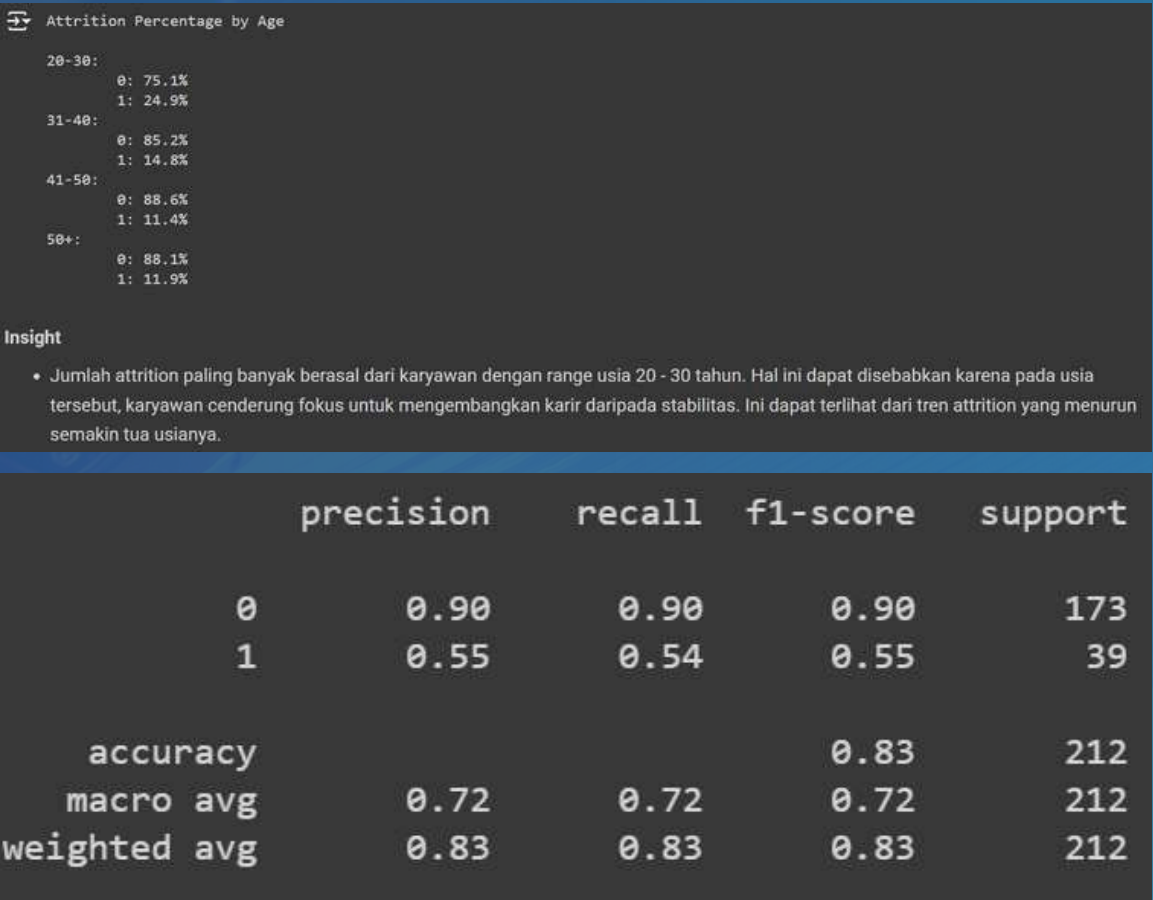 Attrition Percentage by Age
20-30:
0: 75.1%
1: 24.9%
31-40:
0: 85.2%
1: 14.8%
41-50:
0: 88.6%
1: 11.4%
50+:
0: 88.1%
1: 11.9%
Insight
• Jumlah attrition paling banyak berasal dari karyawan dengan range usia 20 - 30 tahun. Hal ini dapat disebabkan karena pada usia
tersebut, karyawan cenderung fokus untuk mengembangkan karir daripada stabilitas. Ini dapat terlihat dari tren attrition yang menurun
semakin tua usianya.
precision recall f1-score support
0 0.90 0.90 0.90 173
1 0.55 0.54 0.55 39
accuracy 0.83 212
macro avg 0.72 0.72 0.72 212
weighted avg 0.83 0.83 0.83 212